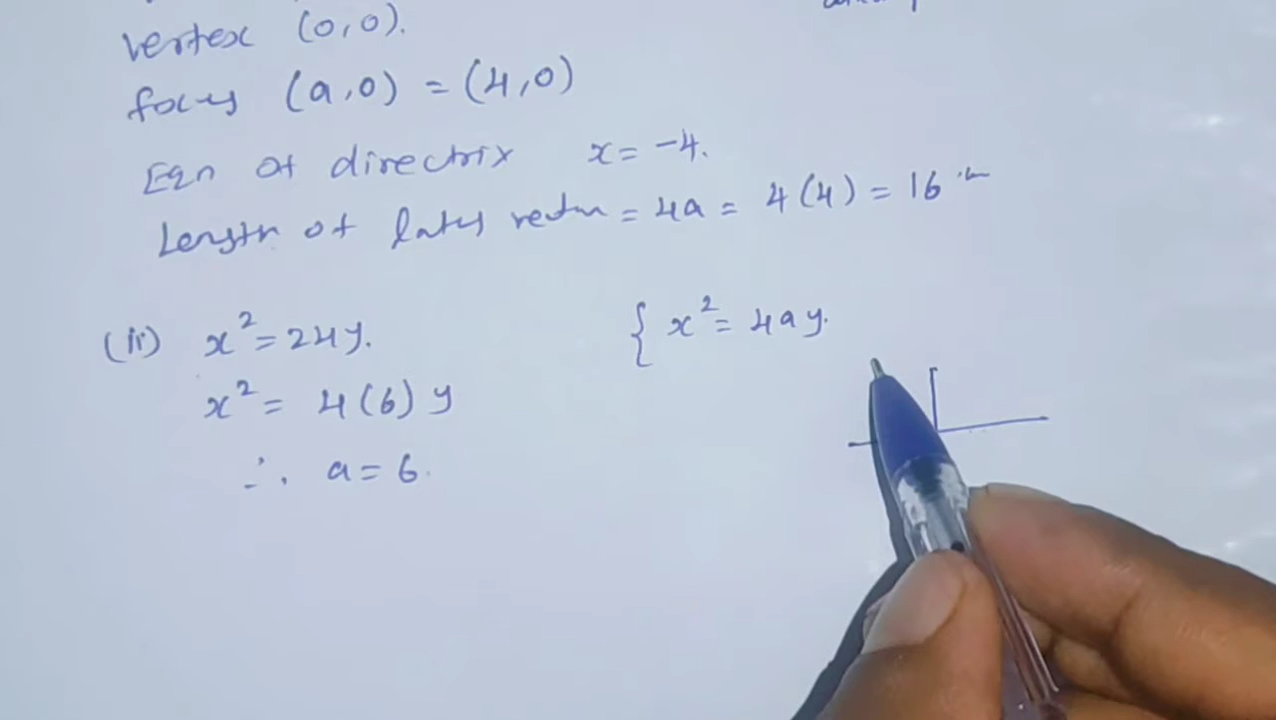 vertex (0,0).
focus (a,0) = (4,0)
Eqn of directrix x = -4.
Length of latus rectum = 4a = 4(4) = 16
(ii) x² = 24y. { x² = 4ay.
x² = 4(6)y
∴ a = 6.